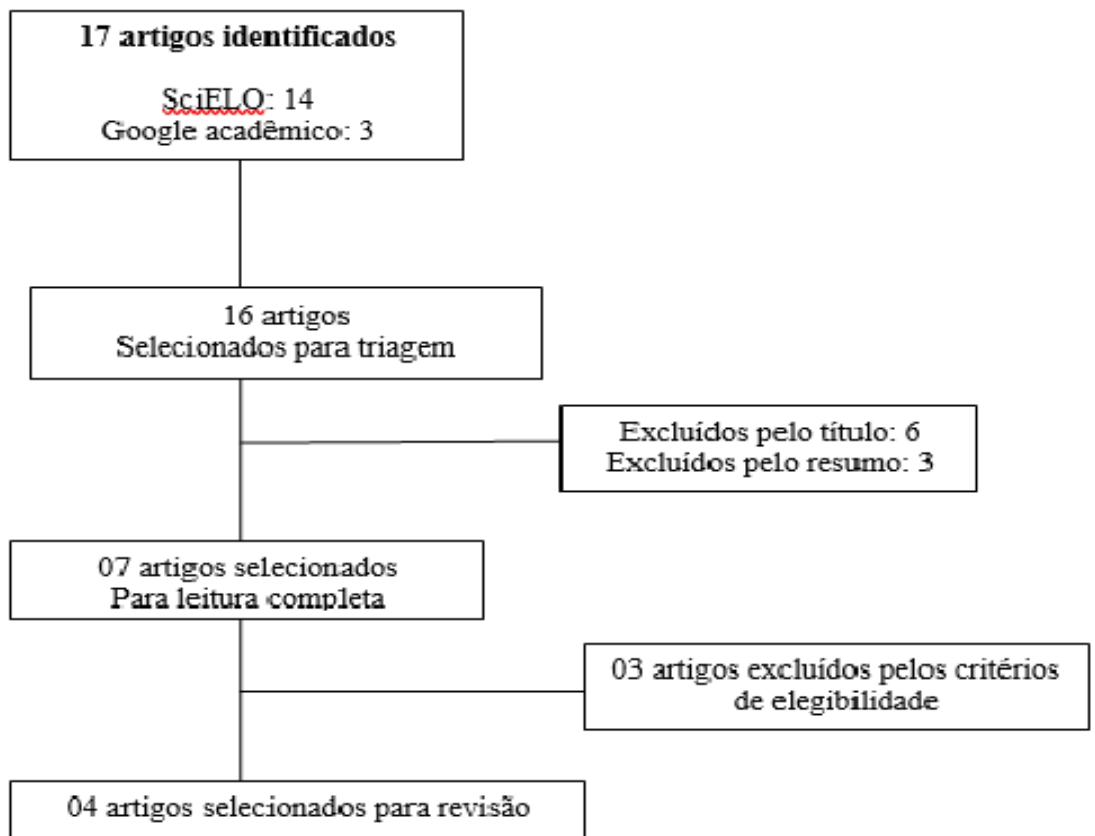 17 artigos identificados
SciELO: 14
Google acadêmico: 3
16 artigos
Selecionados para triagem
Excluídos pelo título: 6
Excluídos pelo resumo: 3
07 artigos selecionados
Para leitura completa
03 artigos excluídos pelos critérios
de elegibilidade
04 artigos selecionados para revisão